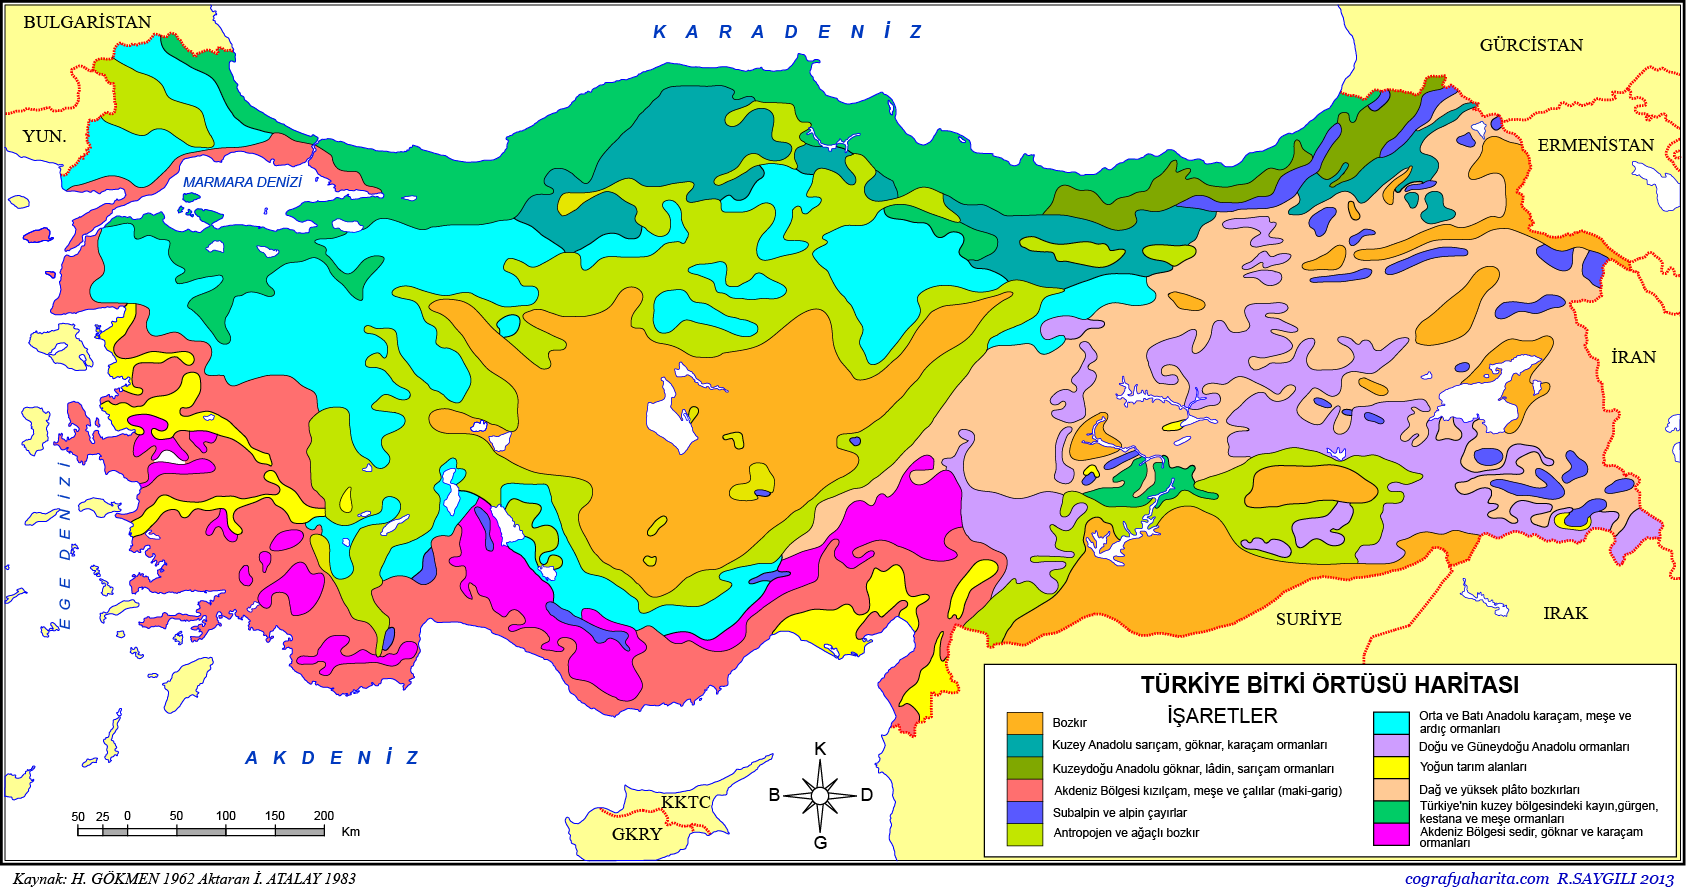 BULGARİSTAN
K A R A D E N İ Z
GÜRCİSTAN
YUN.
ERMENİSTAN
MARMARA DENİZİ
İRAN
EGE DENİZİ
SURİYE
IRAK
A K D E N İ Z
KKTC
GKRY
K
B
D
G
50 25 0 50 100 150 200
Km
TÜRKİYE BİTKİ ÖRTÜSÜ HARİTASI
İŞARETLER
Bozkır
Kuzey Anadolu sarıçam, göknar, karaçam ormanları
Kuzeydoğu Anadolu göknar, lâdin, sarıçam ormanları
Akdeniz Bölgesi kızılçam, meşe ve çalılar (maki-garig)
Subalpin ve alpin çayırlar
Antropojen ve ağaçlı bozkır
Orta ve Batı Anadolu karaçam, meşe ve
ardıç ormanları
Doğu ve Güneydoğu Anadolu ormanları
Yoğun tarım alanları
Dağ ve yüksek plâto bozkırları
Türkiye'nin kuzey bölgesindeki kayın,gürgen,
kestana ve meşe ormanları
Akdeniz Bölgesi sedir, göknar ve karaçam
ormanları
Kaynak: H. GÖKMEN 1962 Aktaran İ. ATALAY 1983
cografyaharita.com R.SAYGILI 2013